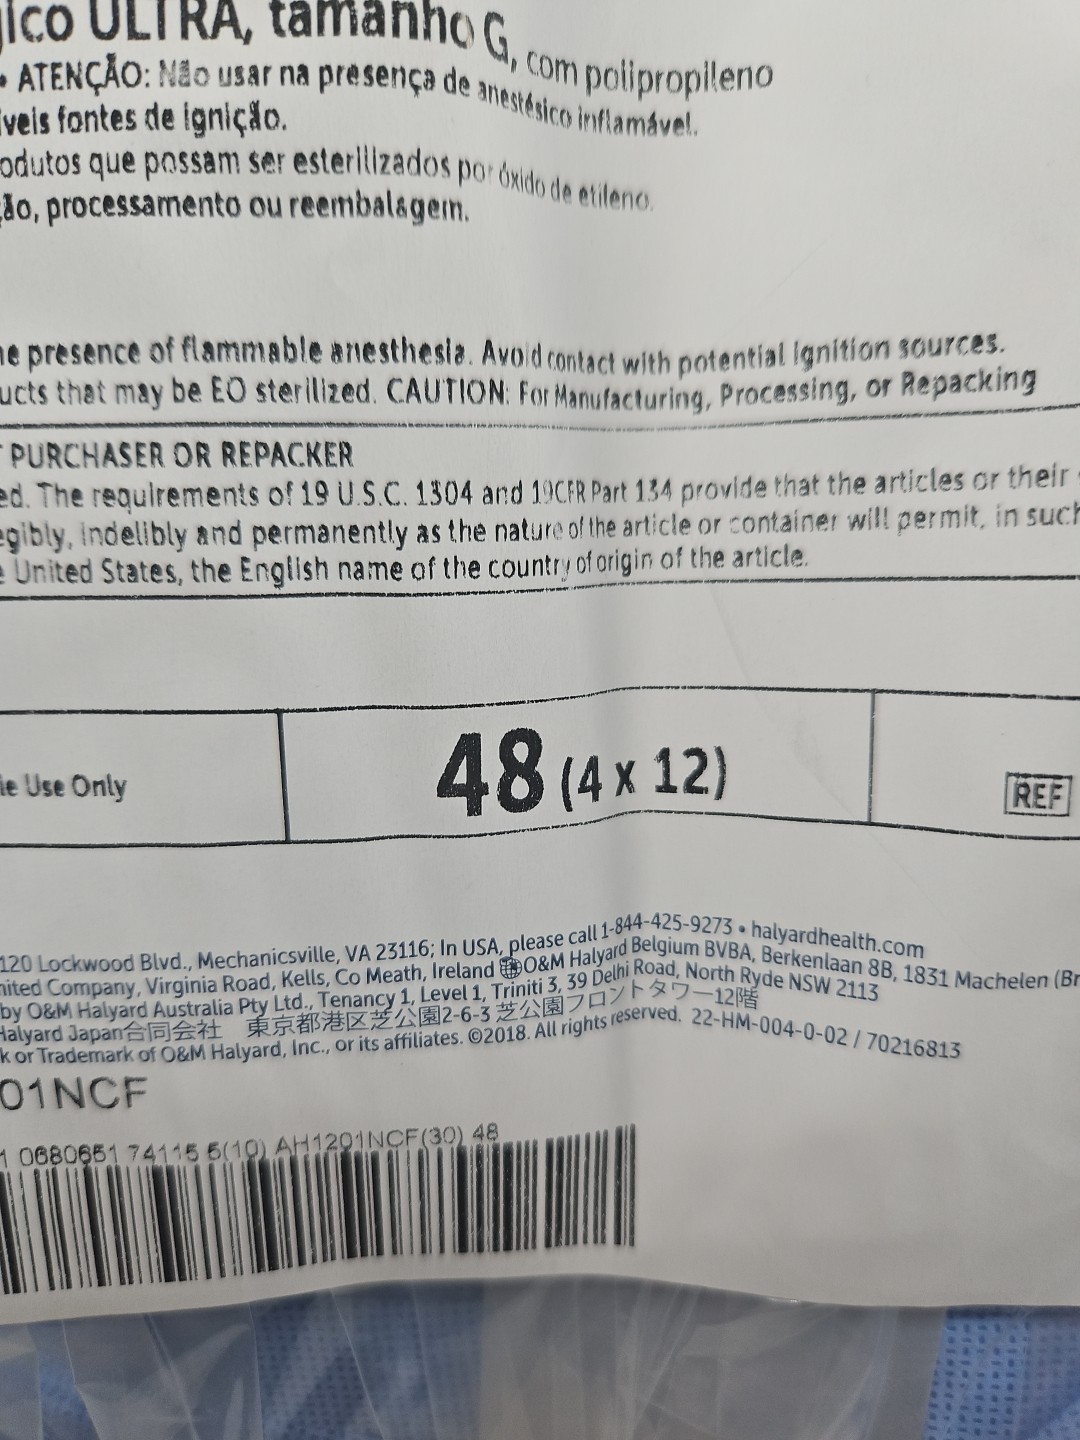 ico ULTRA, tamanho G, com polipropileno
• ATENÇÃO: Não usar na presença de anestésico inflamável.
íveis fontes de ignição.
odutos que possam ser esterilizados por óxido de etileno.
ção, processamento ou reembalagem.
he presence of flammable anesthesia. Avoid contact with potential ignition sources.
ucts that may be EO sterilized. CAUTION: For Manufacturing, Processing, or Repacking
PURCHASER OR REPACKER
ed. The requirements of 19 U.S.C. 1304 and 19CFR Part 134 provide that the articles or their
egibly, indelibly and permanently as the nature of the article or container will permit, in such
e United States, the English name of the country of origin of the article.
le Use Only
48 (4 x 12)
REF
120 Lockwood Blvd., Mechanicsville, VA 23116; In USA, please call 1-844-425-9273 • halyardhealth.com
nited Company, Virginia Road, Kells, Co Meath, Ireland O&M Halyard Belgium BVBA, Berkenlaan 8B, 1831 Machelen (Br
by O&M Halyard Australia Pty Ltd., Tenancy 1, Level 1, Triniti 3, 39 Delhi Road, North Ryde NSW 2113
Halyard Japan合同会社 東京都港区芝公園2-6-3 芝公園フロントタワー12階
k or Trademark of O&M Halyard, Inc., or its affiliates. ©2018. All rights reserved. 22-HM-004-0-02 / 70216813
01NCF
1 0680651 74115 5(10) AH1201NCF(30) 48